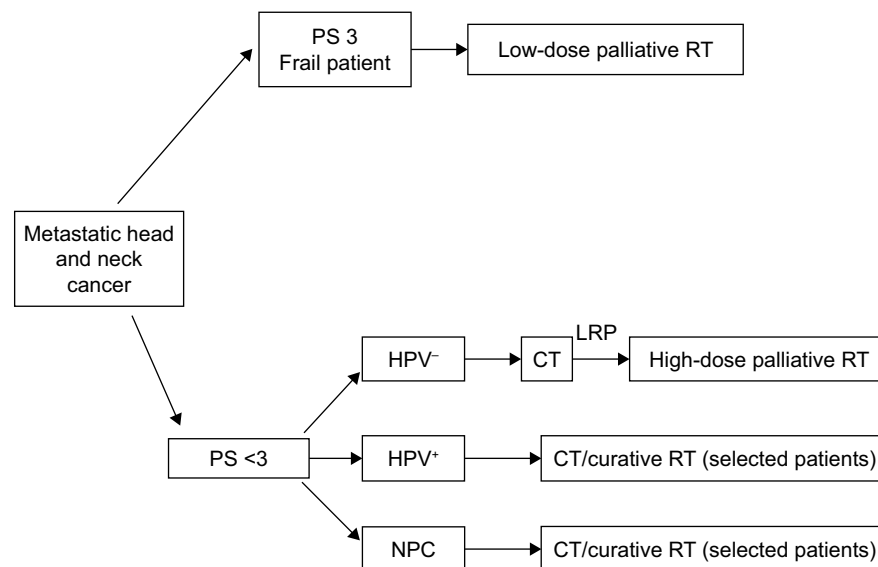 PS 3
Frail patient
Low-dose palliative RT
Metastatic head
and neck
cancer
LRP
HPV⁻
CT
High-dose palliative RT
PS <3
HPV⁺
CT/curative RT (selected patients)
NPC
CT/curative RT (selected patients)